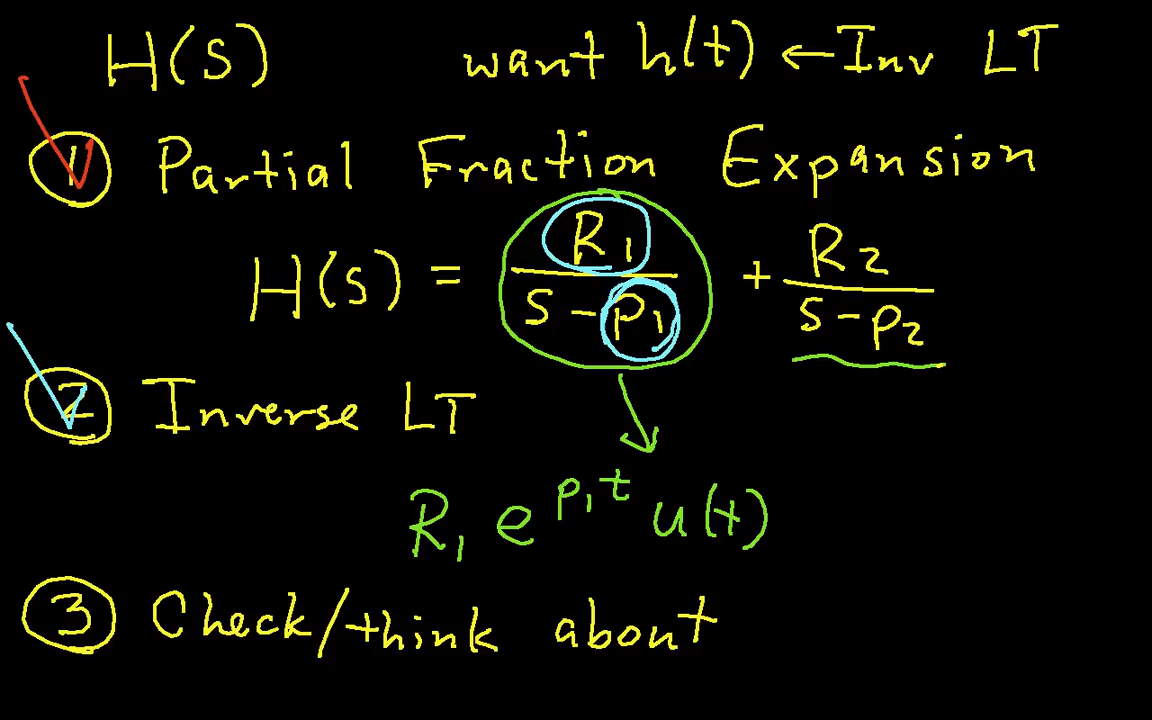 H(s) want h(t) ← Inv LT
① Partial Fraction Expansion
H(s) = R₁/(s - p₁) + R₂/(s - p₂)
② Inverse LT
R₁ e^{p₁t} u(t)
③ Check/think about